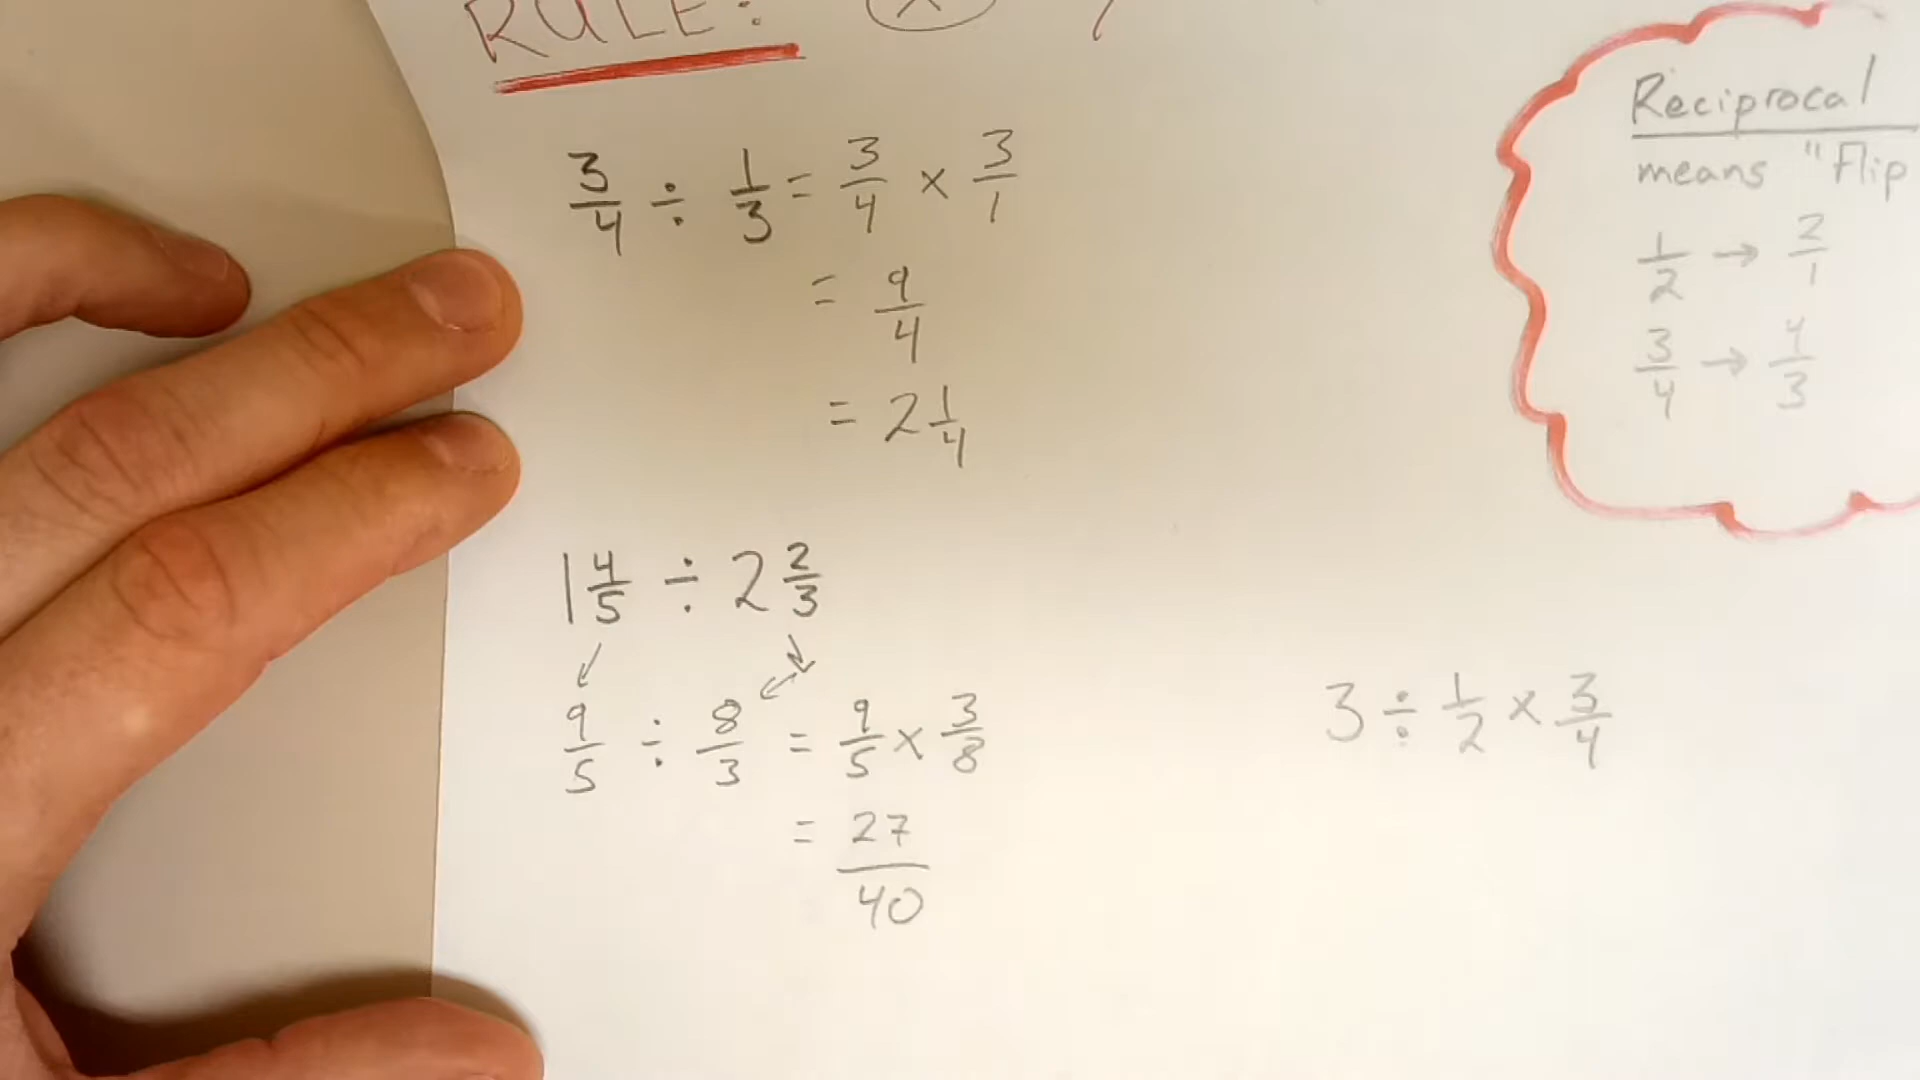 RULE: ×
3/4 ÷ 1/3 = 3/4 × 3/1
= 9/4
= 2 1/4
1 4/5 ÷ 2 2/3
9/5 ÷ 8/3 = 9/5 × 3/8
= 27/40
Reciprocal
means "Flip
1/2 → 2/1
3/4 → 4/3
3 ÷ 1/2 × 3/4